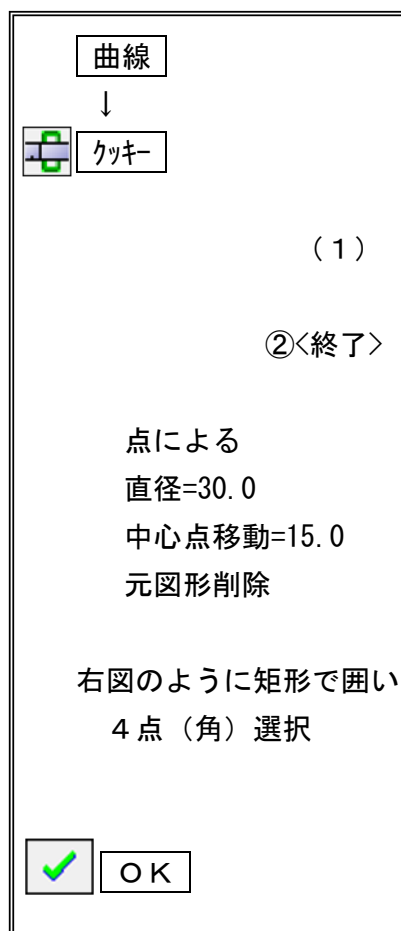 曲線
↓
クッキー
（１）
②<終了>
点による
直径=30.0
中心点移動=15.0
元図形削除
右図のように矩形で囲い
４点（角）選択
ＯＫ